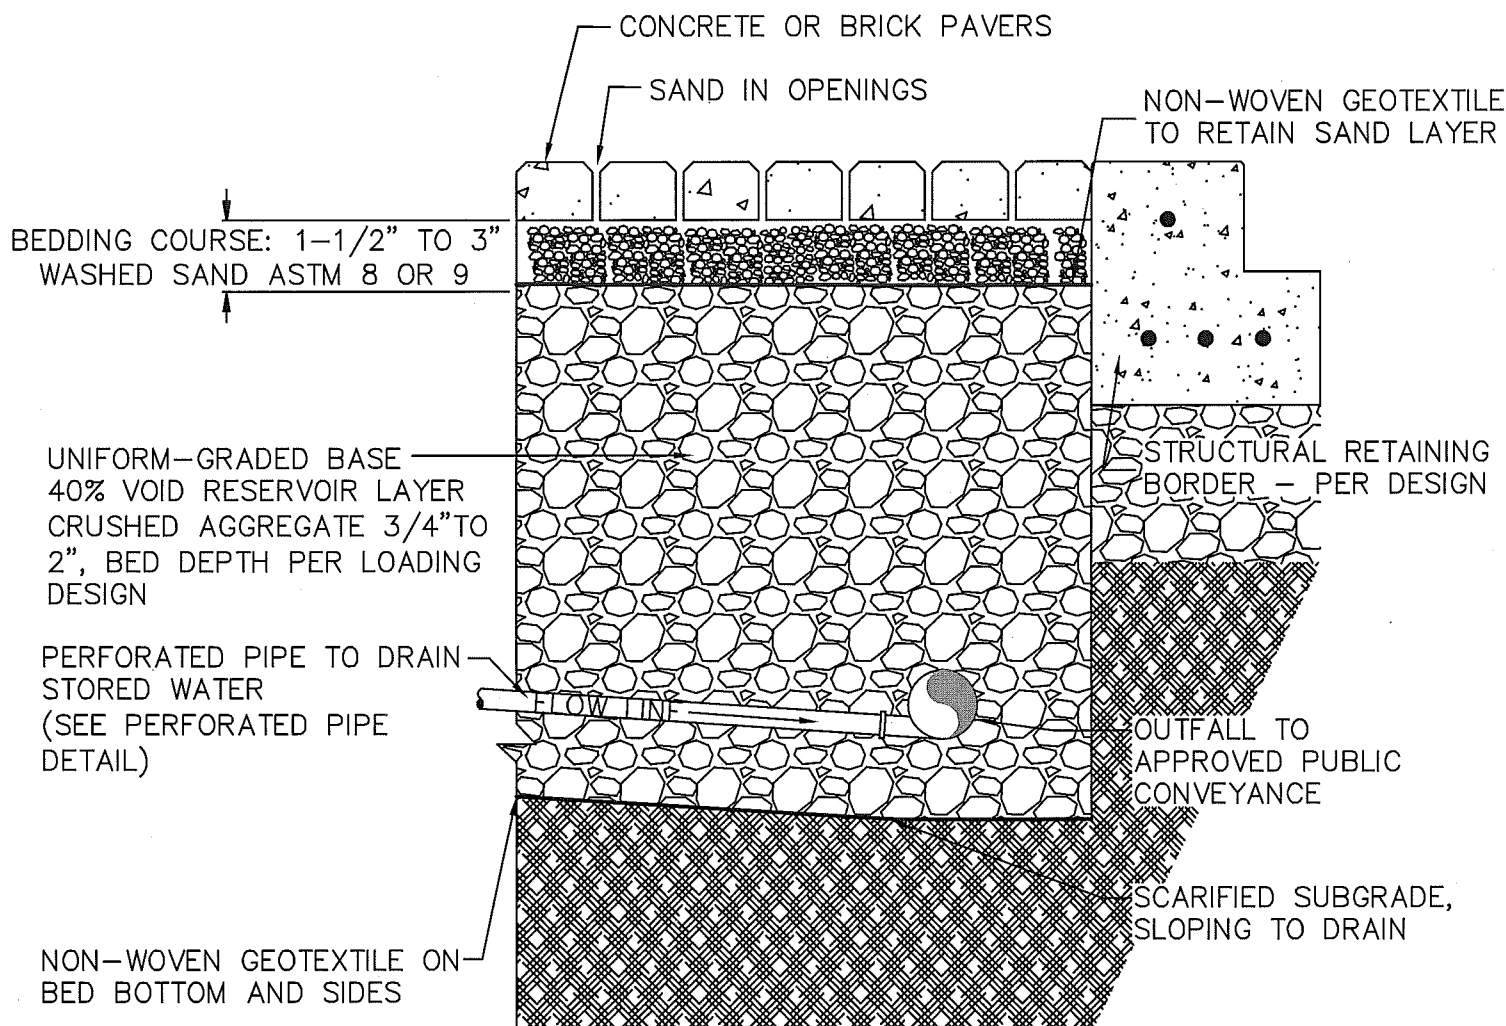 CONCRETE OR BRICK PAVERS
SAND IN OPENINGS
NON-WOVEN GEOTEXTILE
TO RETAIN SAND LAYER
BEDDING COURSE: 1-1/2" TO 3"
WASHED SAND ASTM 8 OR 9
UNIFORM-GRADED BASE
40% VOID RESERVOIR LAYER
CRUSHED AGGREGATE 3/4"TO
2", BED DEPTH PER LOADING
DESIGN
STRUCTURAL RETAINING
BORDER - PER DESIGN
PERFORATED PIPE TO DRAIN
STORED WATER
(SEE PERFORATED PIPE
DETAIL)
FLOW LINE
OUTFALL TO
APPROVED PUBLIC
CONVEYANCE
SCARIFIED SUBGRADE,
SLOPING TO DRAIN
NON-WOVEN GEOTEXTILE ON
BED BOTTOM AND SIDES